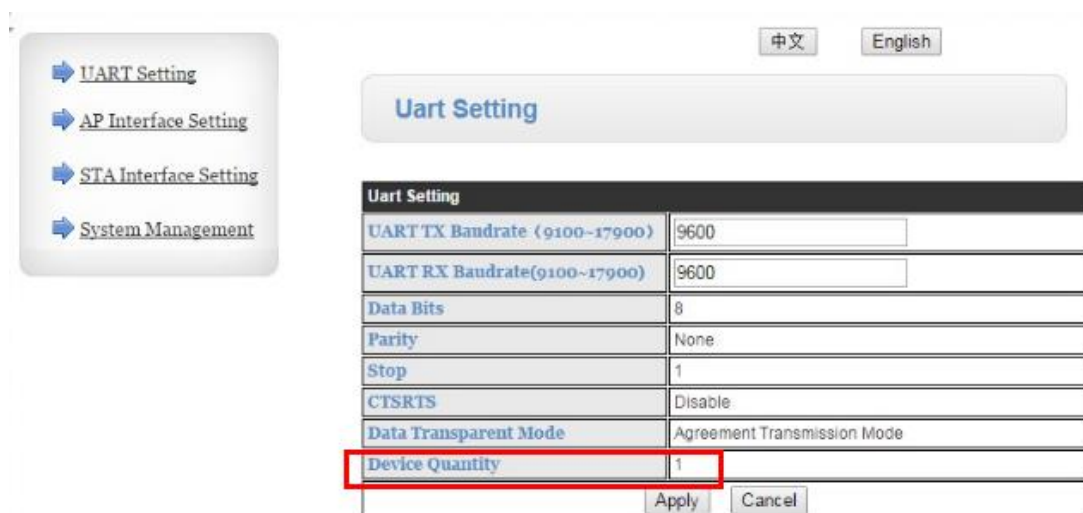 中文 English
UART Setting
AP Interface Setting
STA Interface Setting
System Management
Uart Setting
Uart Setting
UART TX Baudrate（9100~17900） 9600
UART RX Baudrate(9100~17900) 9600
Data Bits 8
Parity None
Stop 1
CTSRTS Disable
Data Transparent Mode Agreement Transmission Mode
Device Quantity 1
Apply Cancel